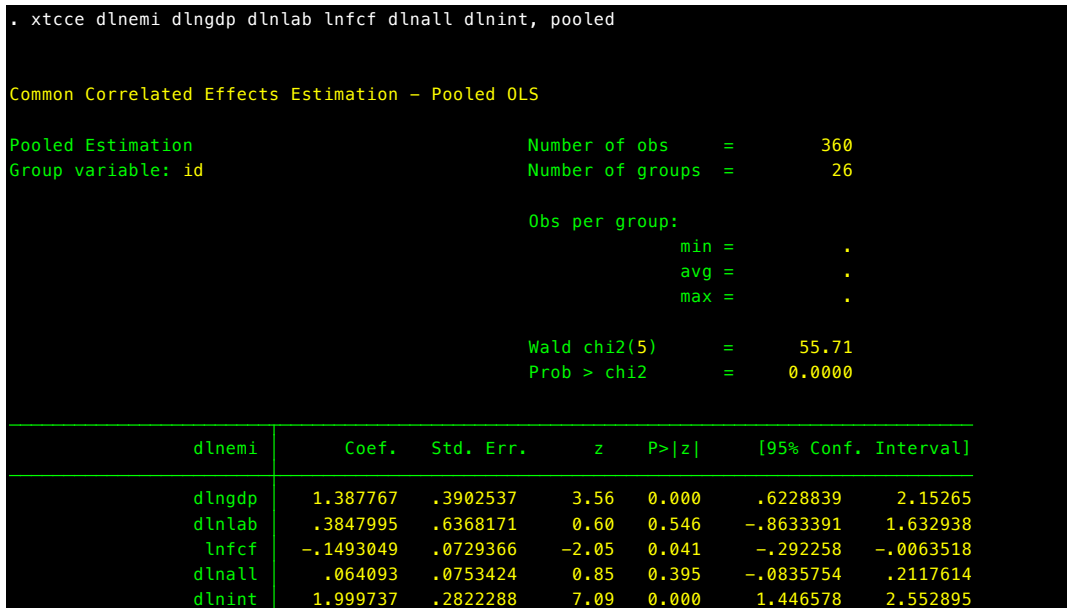 . xtcce dlnemi dlngdp dlnlab lnfcf dlnall dlnint, pooled
Common Correlated Effects Estimation – Pooled OLS
Pooled Estimation Number of obs = 360
Group variable: id Number of groups = 26
Obs per group:
min = .
avg = .
max = .
Wald chi2(5) = 55.71
Prob > chi2 = 0.0000
dlnemi Coef. Std. Err. z P>|z| [95% Conf. Interval]
dlngdp 1.387767 .3902537 3.56 0.000 .6228839 2.15265
dlnlab .3847995 .6368171 0.60 0.546 –.8633391 1.632938
lnfcf –.1493049 .0729366 –2.05 0.041 –.292258 –.0063518
dlnall .064093 .0753424 0.85 0.395 –.0835754 .2117614
dlnint 1.999737 .2822288 7.09 0.000 1.446578 2.552895